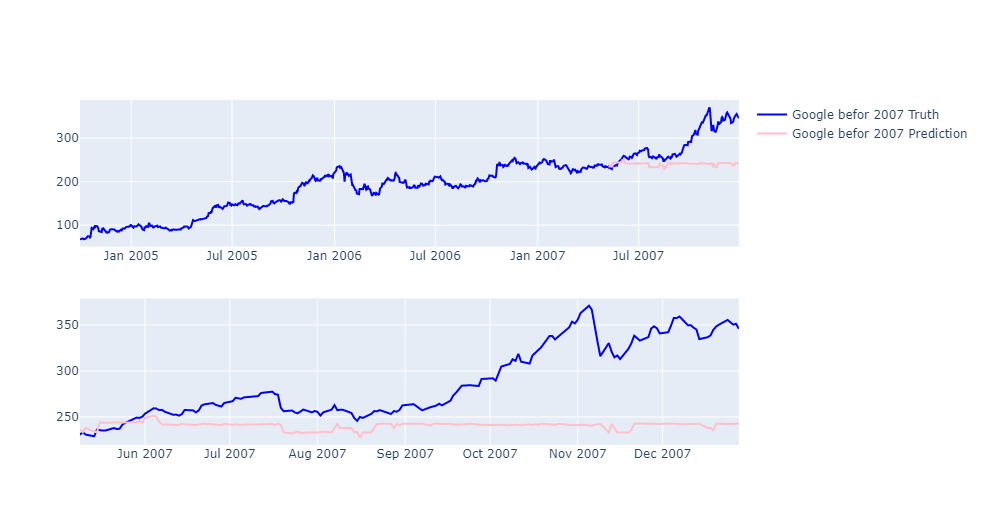 Google befor 2007 Truth
Google befor 2007 Prediction
300
200
100
Jan 2005 Jul 2005 Jan 2006 Jul 2006 Jan 2007 Jul 2007
350
300
250
Jun 2007 Jul 2007 Aug 2007 Sep 2007 Oct 2007 Nov 2007 Dec 2007